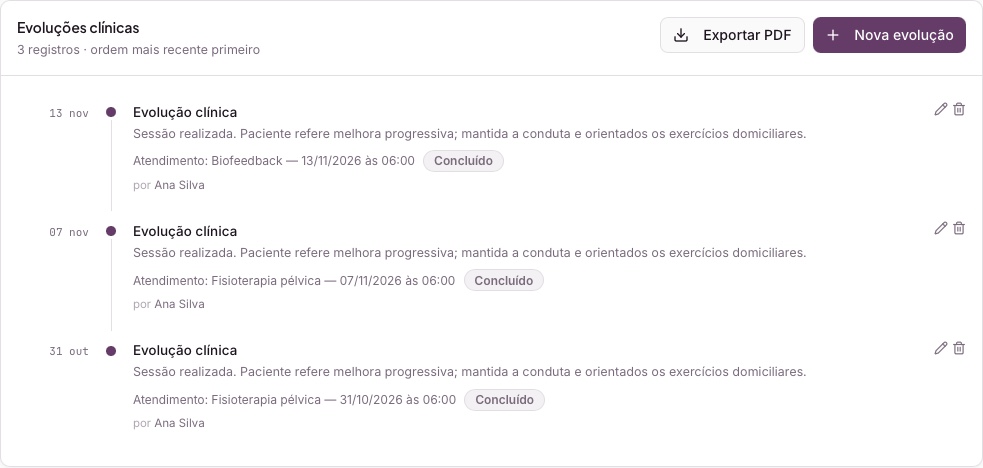 Evoluções clínicas
3 registros · ordem mais recente primeiro
Exportar PDF
Nova evolução
13 nov
Evolução clínica
Sessão realizada. Paciente refere melhora progressiva; mantida a conduta e orientados os exercícios domiciliares.
Atendimento: Biofeedback — 13/11/2026 às 06:00 Concluído
por Ana Silva
07 nov
Evolução clínica
Sessão realizada. Paciente refere melhora progressiva; mantida a conduta e orientados os exercícios domiciliares.
Atendimento: Fisioterapia pélvica — 07/11/2026 às 06:00 Concluído
por Ana Silva
31 out
Evolução clínica
Sessão realizada. Paciente refere melhora progressiva; mantida a conduta e orientados os exercícios domiciliares.
Atendimento: Fisioterapia pélvica — 31/10/2026 às 06:00 Concluído
por Ana Silva